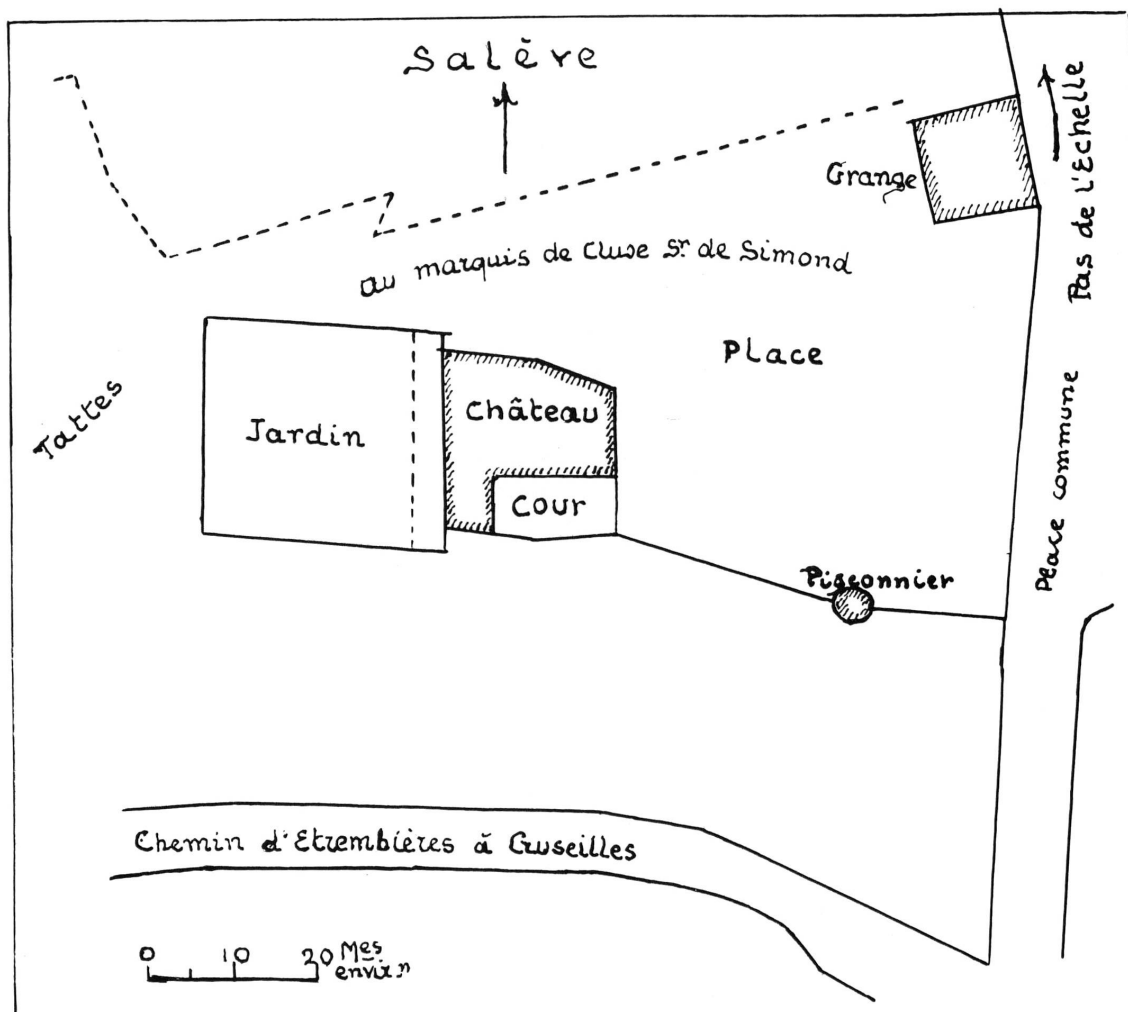 Salève
Pas de l'Echelle
Grange
au marquis de Cluse Sr. de Simond
Place
Tattes
Château
Jardin
Cour
Place commune
Pigeonnier
Chemin d'Etrembières à Cruseilles
0 10 20 Mes
environ